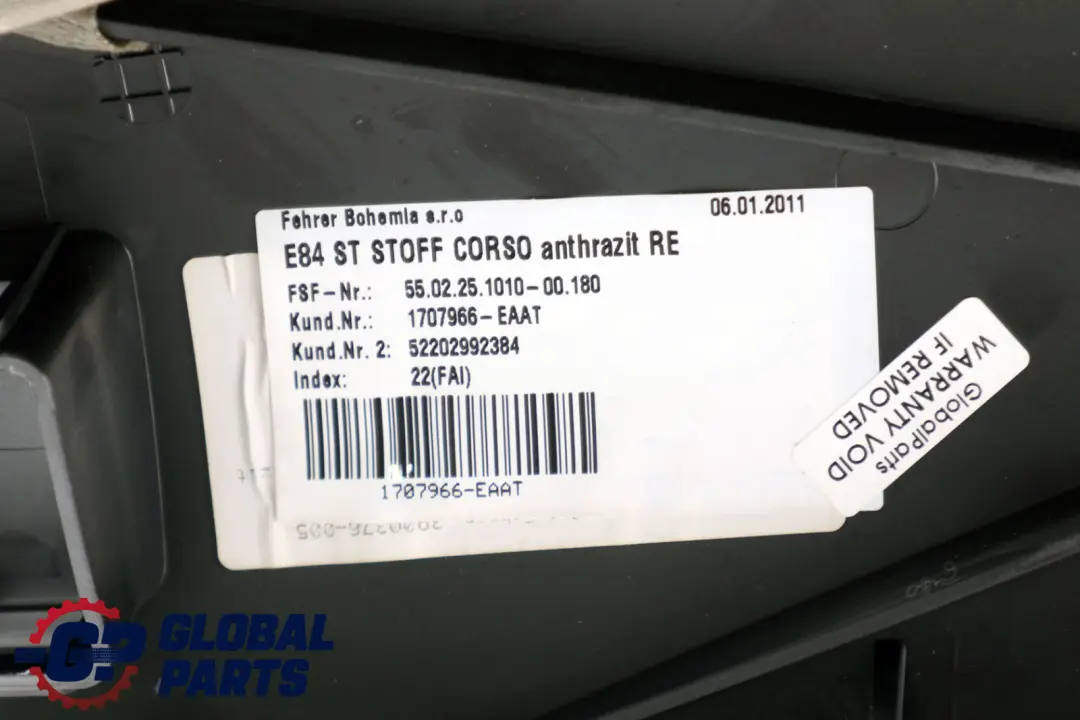 Fehrer Bohemia s.r.o
06.01.2011
E84 ST STOFF CORSO anthrazit RE
FSF-Nr.: 55.02.25.1010-00.180
Kund.Nr.: 1707966-EAAT
Kund.Nr. 2: 52202992384
Index: 22(FAI)
1707966-EAAT
GlobalParts
WARRANTY VOID
IF REMOVED
GP GLOBAL
PARTS